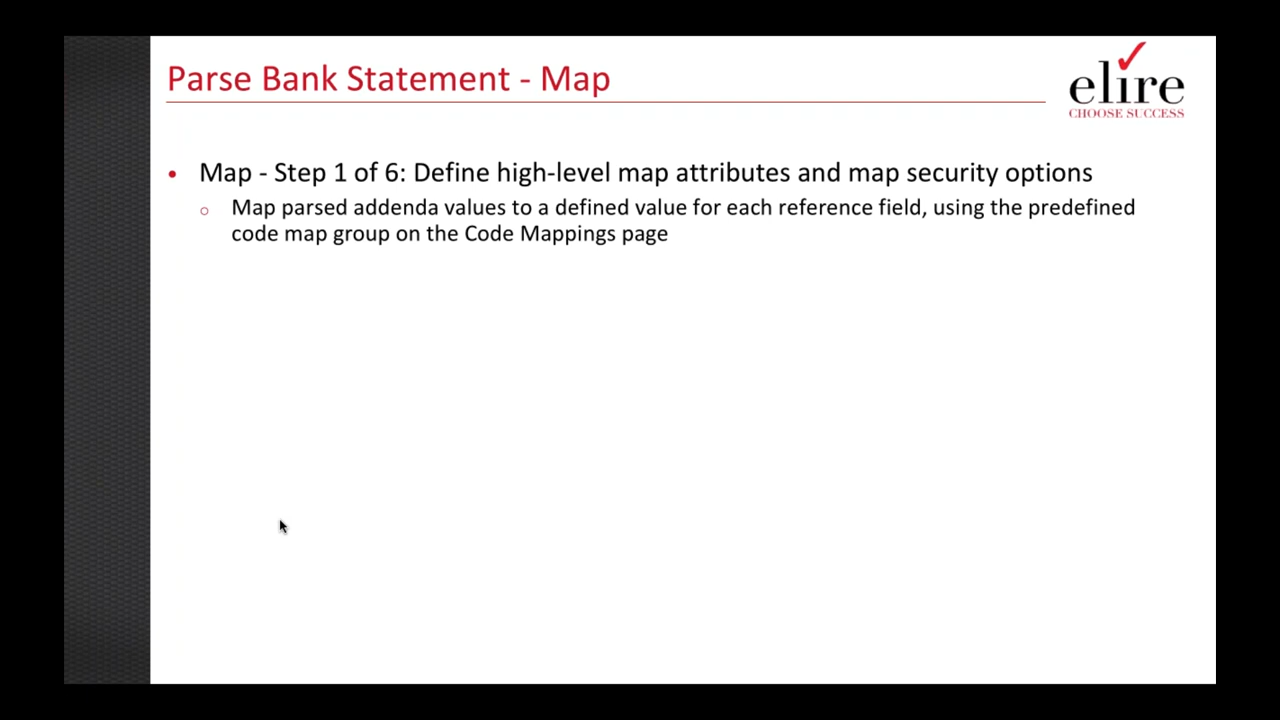 Parse Bank Statement - Map
elire
CHOOSE SUCCESS
• Map - Step 1 of 6: Define high-level map attributes and map security options
○ Map parsed addenda values to a defined value for each reference field, using the predefined
code map group on the Code Mappings page